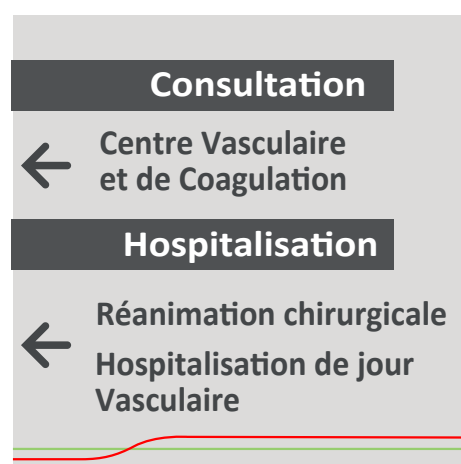 Consultation
Centre Vasculaire
et de Coagulation
Hospitalisation
Réanimation chirurgicale
Hospitalisation de jour
Vasculaire